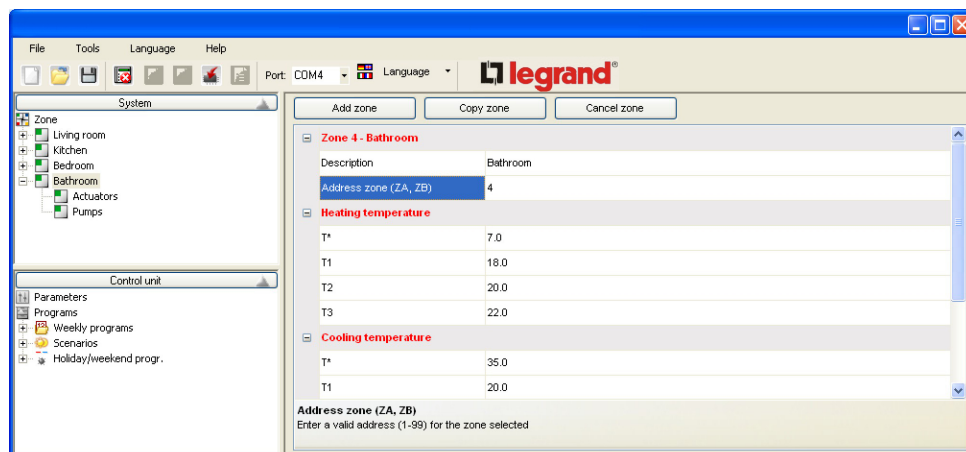 File Tools Language Help
Port: COM4 Language legrand®
System
Zone
Living room
Kitchen
Bedroom
Bathroom
Actuators
Pumps
Control unit
Parameters
Programs
Weekly programs
Scenarios
Holiday/weekend progr.
Add zone Copy zone Cancel zone
Zone 4 - Bathroom
Description Bathroom
Address zone (ZA, ZB) 4
Heating temperature
T* 7.0
T1 18.0
T2 20.0
T3 22.0
Cooling temperature
T* 35.0
T1 20.0
Address zone (ZA, ZB)
Enter a valid address (1-99) for the zone selected